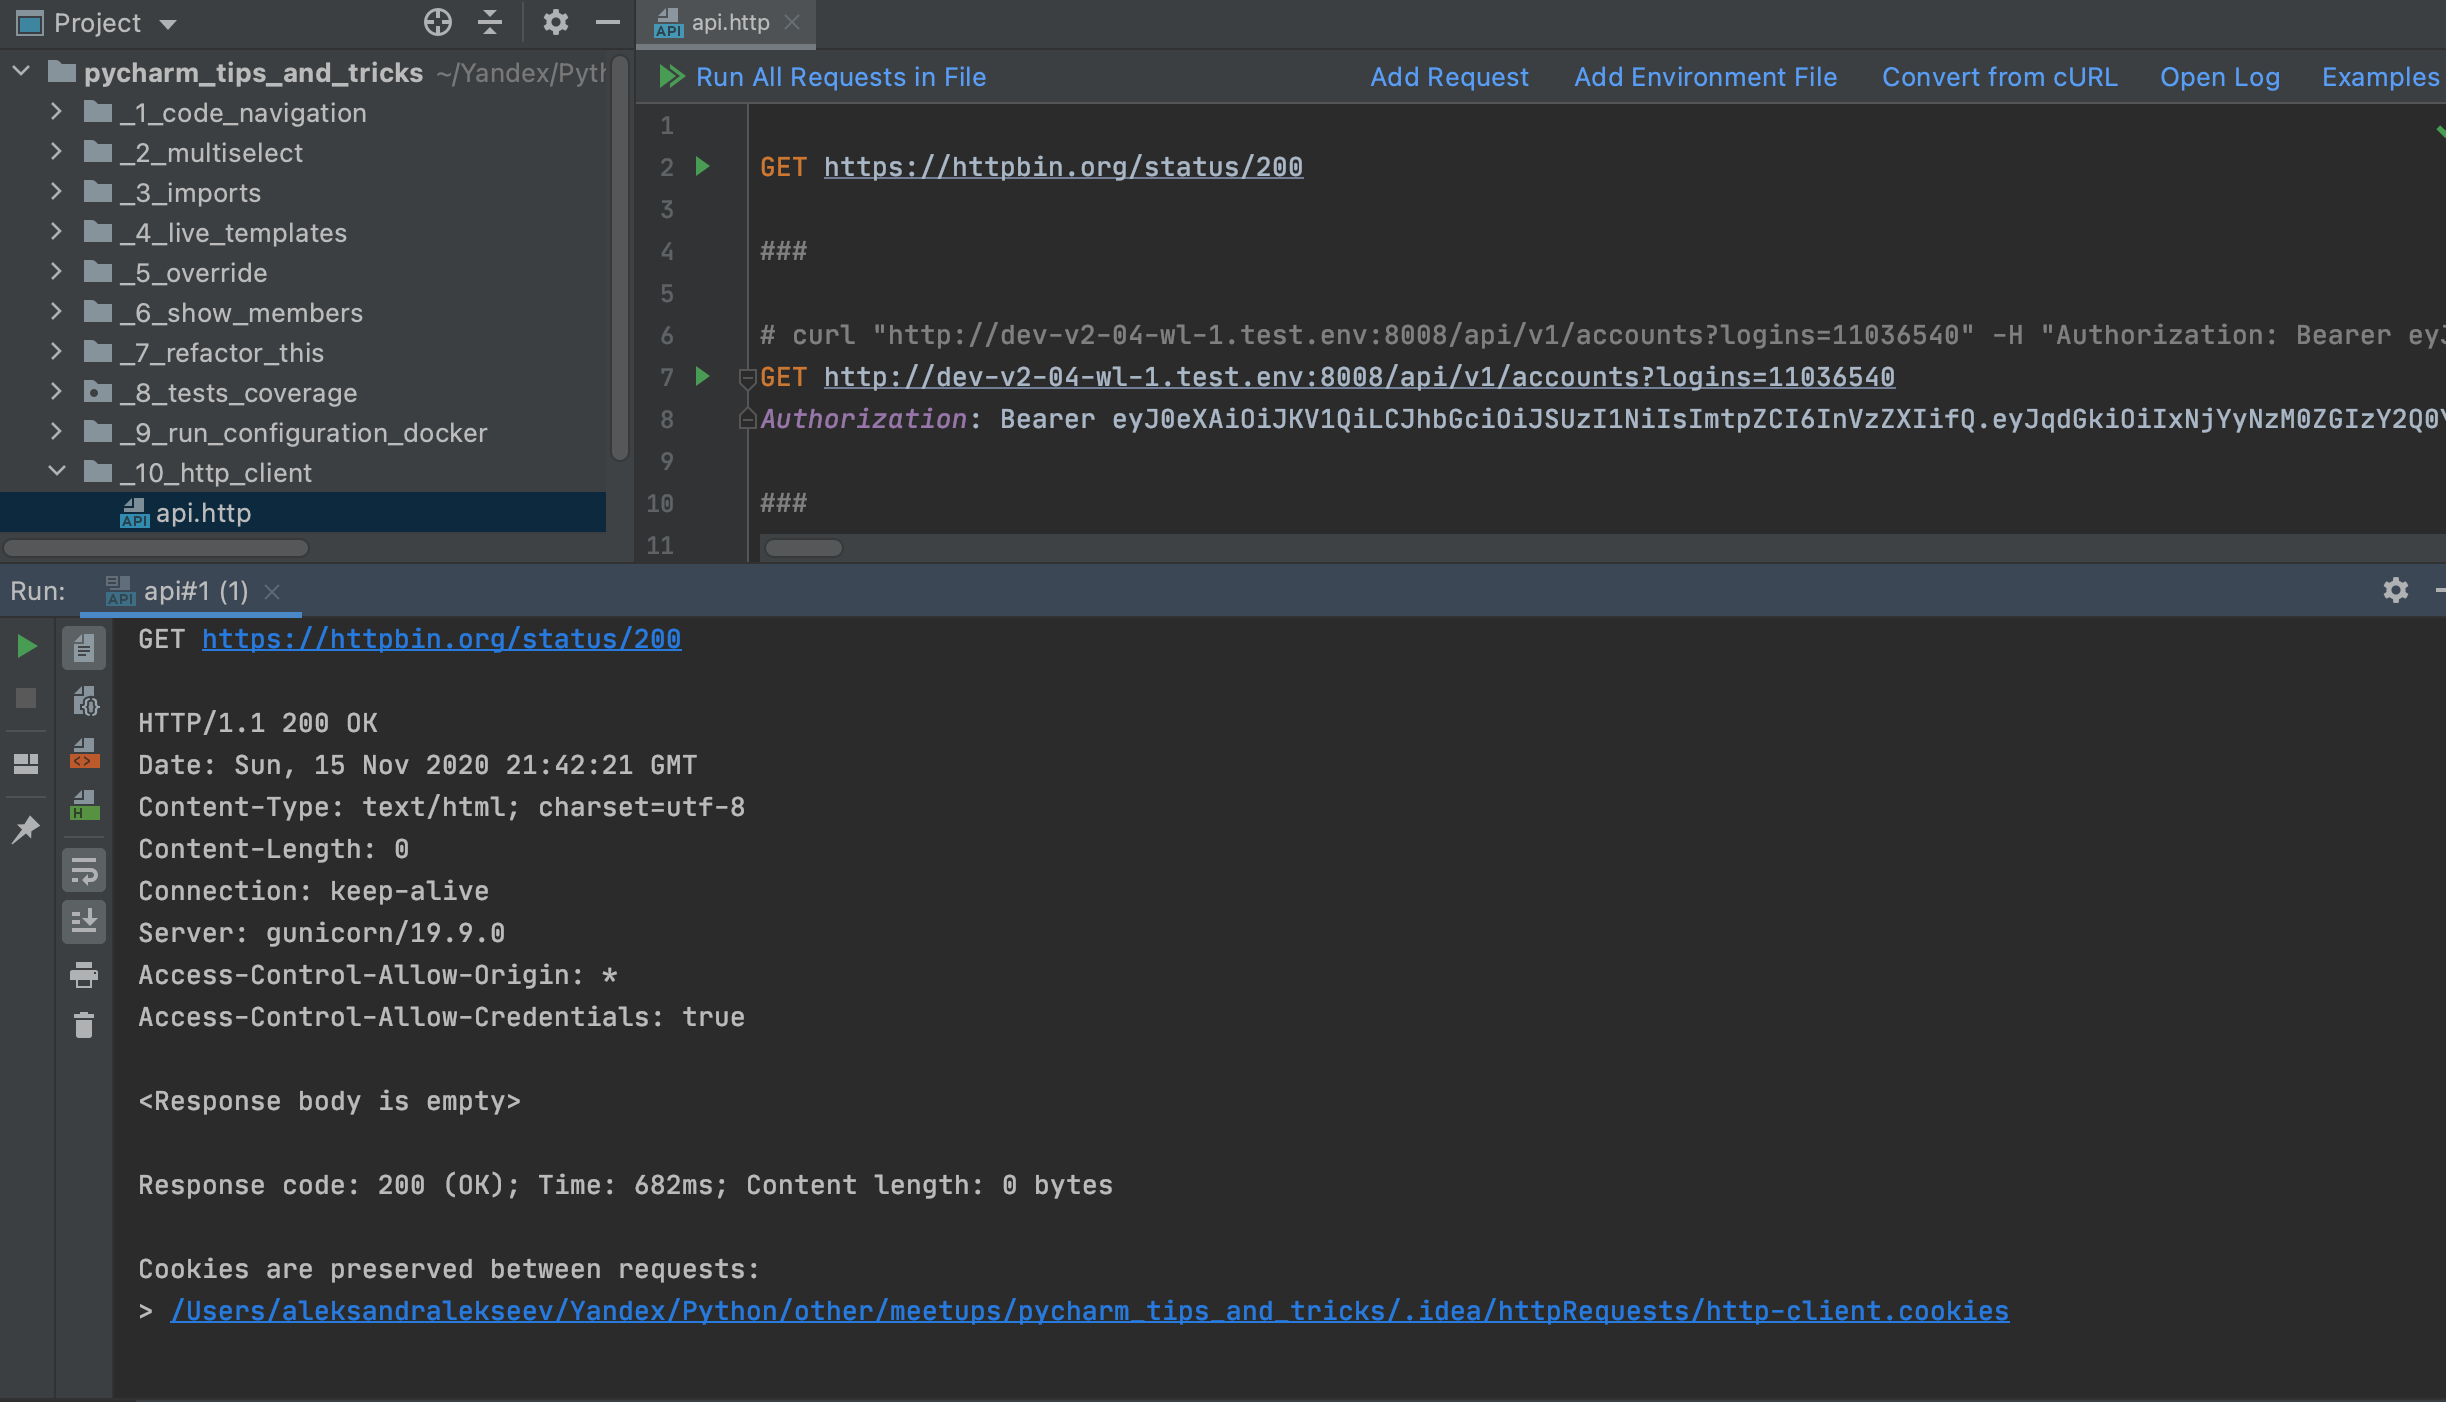 Project
pycharm_tips_and_tricks ~/Yandex/Pyth
_1_code_navigation
_2_multiselect
_3_imports
_4_live_templates
_5_override
_6_show_members
_7_refactor_this
_8_tests_coverage
_9_run_configuration_docker
_10_http_client
API api.http
API api.http
Run All Requests in File Add Request Add Environment File Convert from cURL Open Log Examples
1
2 GET https://httpbin.org/status/200
3
4 ###
5
6 # curl "http://dev-v2-04-wl-1.test.env:8008/api/v1/accounts?logins=11036540" -H "Authorization: Bearer eyJ
7 GET http://dev-v2-04-wl-1.test.env:8008/api/v1/accounts?logins=11036540
8 Authorization: Bearer eyJ0eXAiOiJKV1QiLCJhbGciOiJSUzI1NiIsImtpZCI6InVzZXIifQ.eyJqdGkiOiIxNjYyNzM0ZGIzY2Q0Y
9
10 ###
11
Run: API api#1 (1)
GET https://httpbin.org/status/200
HTTP/1.1 200 OK
Date: Sun, 15 Nov 2020 21:42:21 GMT
Content-Type: text/html; charset=utf-8
Content-Length: 0
Connection: keep-alive
Server: gunicorn/19.9.0
Access-Control-Allow-Origin: *
Access-Control-Allow-Credentials: true
<Response body is empty>
Response code: 200 (OK); Time: 682ms; Content length: 0 bytes
Cookies are preserved between requests:
> /Users/aleksandralekseev/Yandex/Python/other/meetups/pycharm_tips_and_tricks/.idea/httpRequests/http-client.cookies